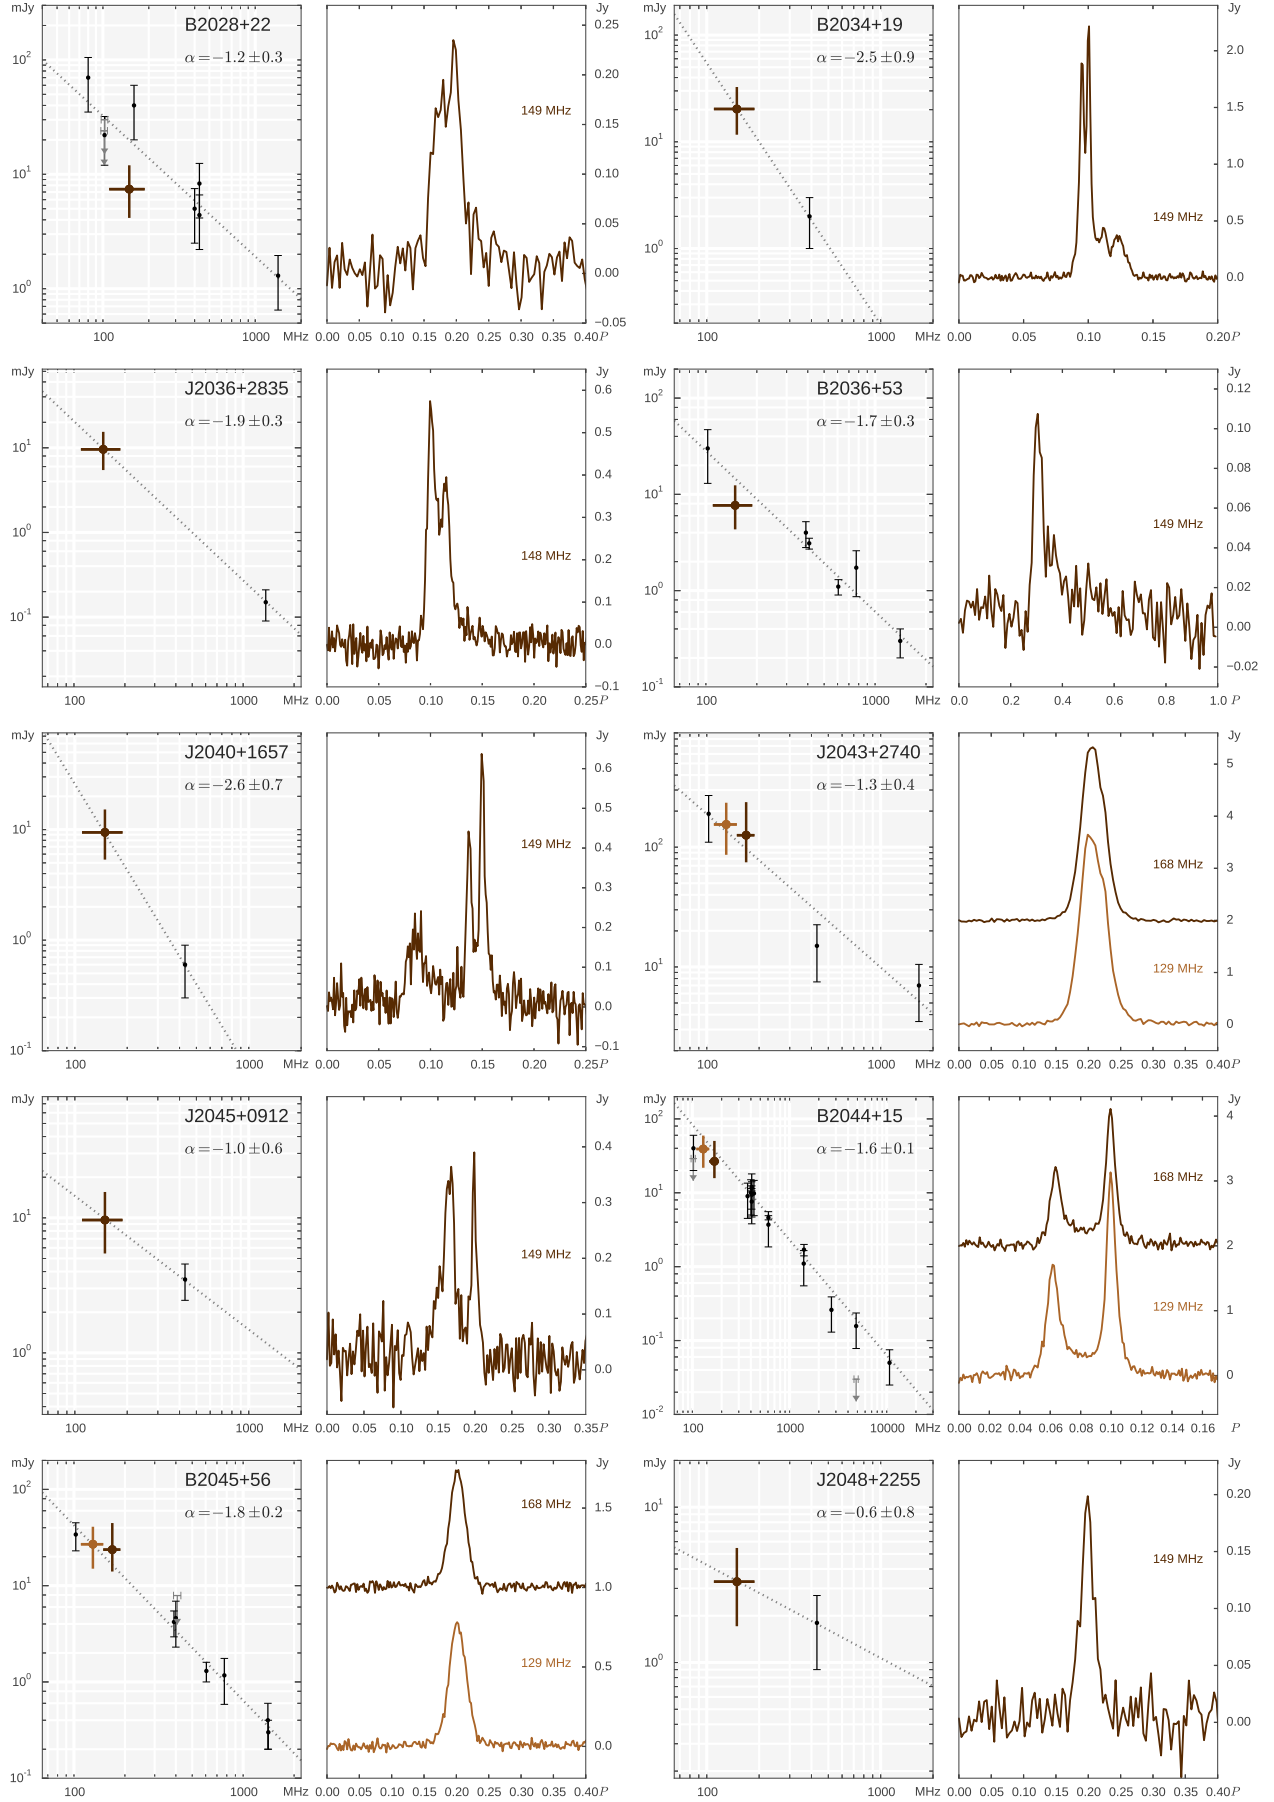 mJy
B2028+22
α=−1.2±0.3
10²
10¹
10⁰
100
1000
MHz
Jy
0.25
0.20
0.15
0.10
0.05
0.00
−0.05
149 MHz
0.00 0.05 0.10 0.15 0.20 0.25 0.30 0.35 0.40 P
mJy
B2034+19
α=−2.5±0.9
10²
10¹
10⁰
100
1000
MHz
Jy
2.0
1.5
1.0
0.5
0.0
149 MHz
0.00 0.05 0.10 0.15 0.20 P
mJy
J2036+2835
α=−1.9±0.3
10¹
10⁰
10⁻¹
100
1000
MHz
Jy
0.6
0.5
0.4
0.3
0.2
0.1
0.0
−0.1
148 MHz
0.00 0.05 0.10 0.15 0.20 0.25 P
mJy
B2036+53
α=−1.7±0.3
10²
10¹
10⁰
10⁻¹
100
1000
MHz
Jy
0.12
0.10
0.08
0.06
0.04
0.02
0.00
−0.02
149 MHz
0.0 0.2 0.4 0.6 0.8 1.0 P
mJy
J2040+1657
α=−2.6±0.7
10¹
10⁰
10⁻¹
100
1000
MHz
Jy
0.6
0.5
0.4
0.3
0.2
0.1
0.0
−0.1
149 MHz
0.00 0.05 0.10 0.15 0.20 0.25 P
mJy
J2043+2740
α=−1.3±0.4
10²
10¹
100
1000
MHz
Jy
5
4
3
2
1
0
168 MHz
129 MHz
0.00 0.05 0.10 0.15 0.20 0.25 0.30 0.35 0.40 P
mJy
J2045+0912
α=−1.0±0.6
10¹
10⁰
100
1000
MHz
Jy
0.4
0.3
0.2
0.1
0.0
149 MHz
0.00 0.05 0.10 0.15 0.20 0.25 0.30 0.35 P
mJy
B2044+15
α=−1.6±0.1
10²
10¹
10⁰
10⁻¹
10⁻²
100
1000
10000
MHz
Jy
4
3
2
1
0
168 MHz
129 MHz
0.00 0.02 0.04 0.06 0.08 0.10 0.12 0.14 0.16 P
mJy
B2045+56
α=−1.8±0.2
10²
10¹
10⁰
10⁻¹
100
1000
MHz
Jy
1.5
1.0
0.5
0.0
168 MHz
129 MHz
0.00 0.05 0.10 0.15 0.20 0.25 0.30 0.35 0.40 P
mJy
J2048+2255
α=−0.6±0.8
10¹
10⁰
100
1000
MHz
Jy
0.20
0.15
0.10
0.05
0.00
149 MHz
0.00 0.05 0.10 0.15 0.20 0.25 0.30 0.35 0.40 P